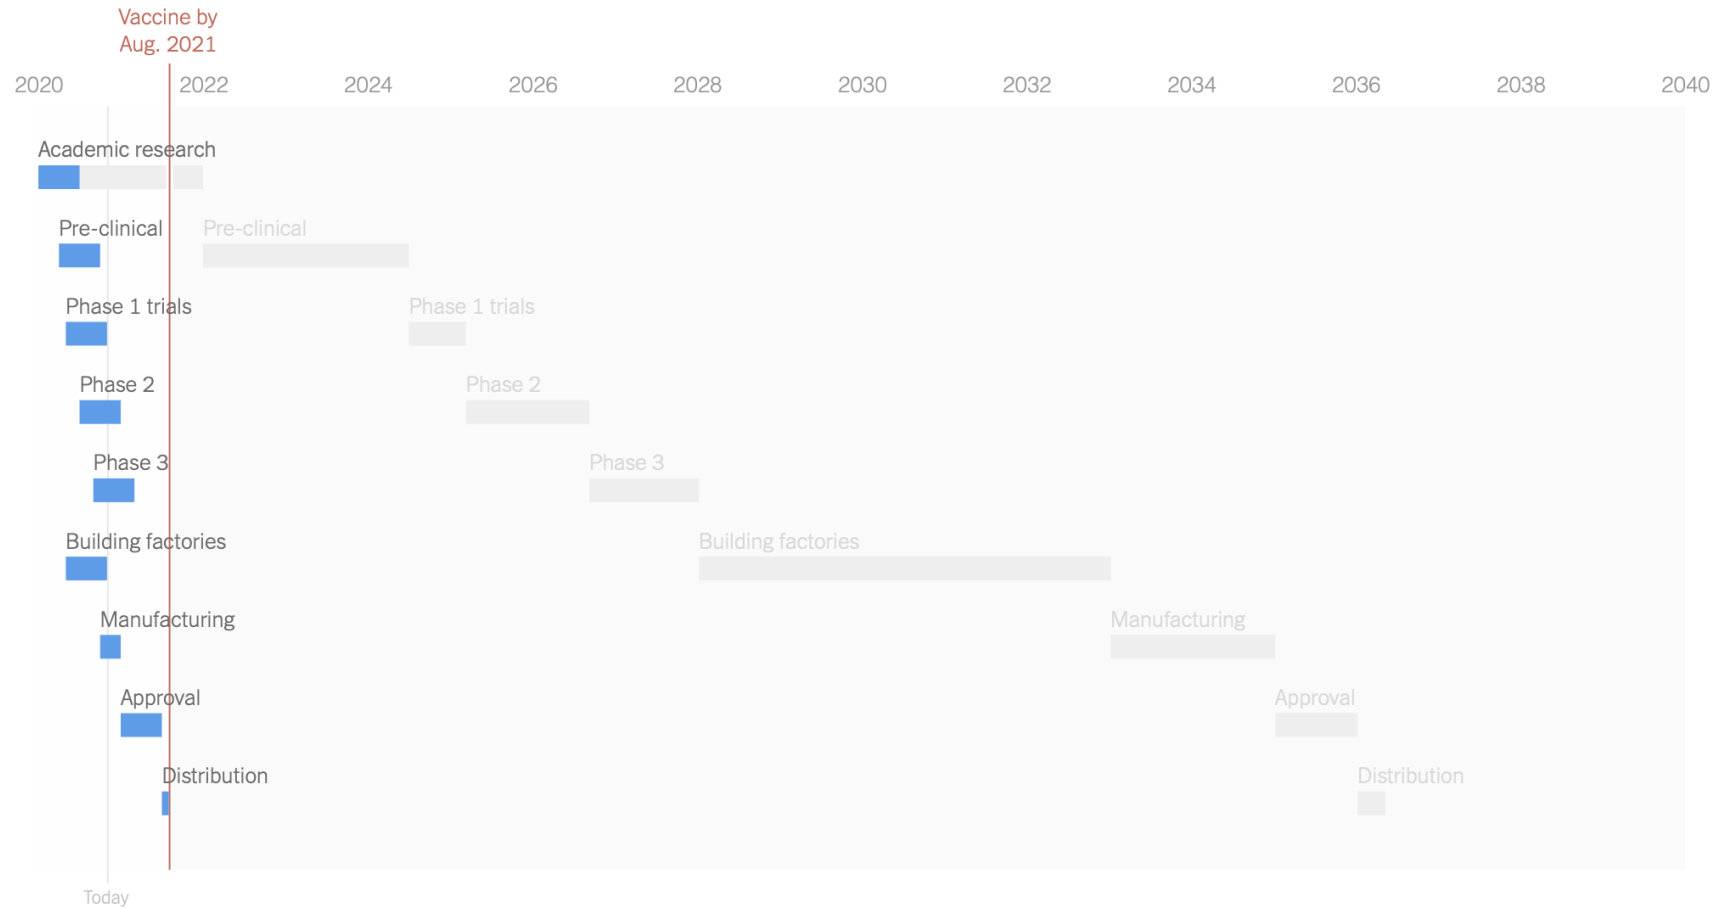 Vaccine by
Aug. 2021
2020 2022 2024 2026 2028 2030 2032 2034 2036 2038 2040
Academic research
Pre-clinical Pre-clinical
Phase 1 trials Phase 1 trials
Phase 2 Phase 2
Phase 3 Phase 3
Building factories Building factories
Manufacturing Manufacturing
Approval Approval
Distribution Distribution
Today